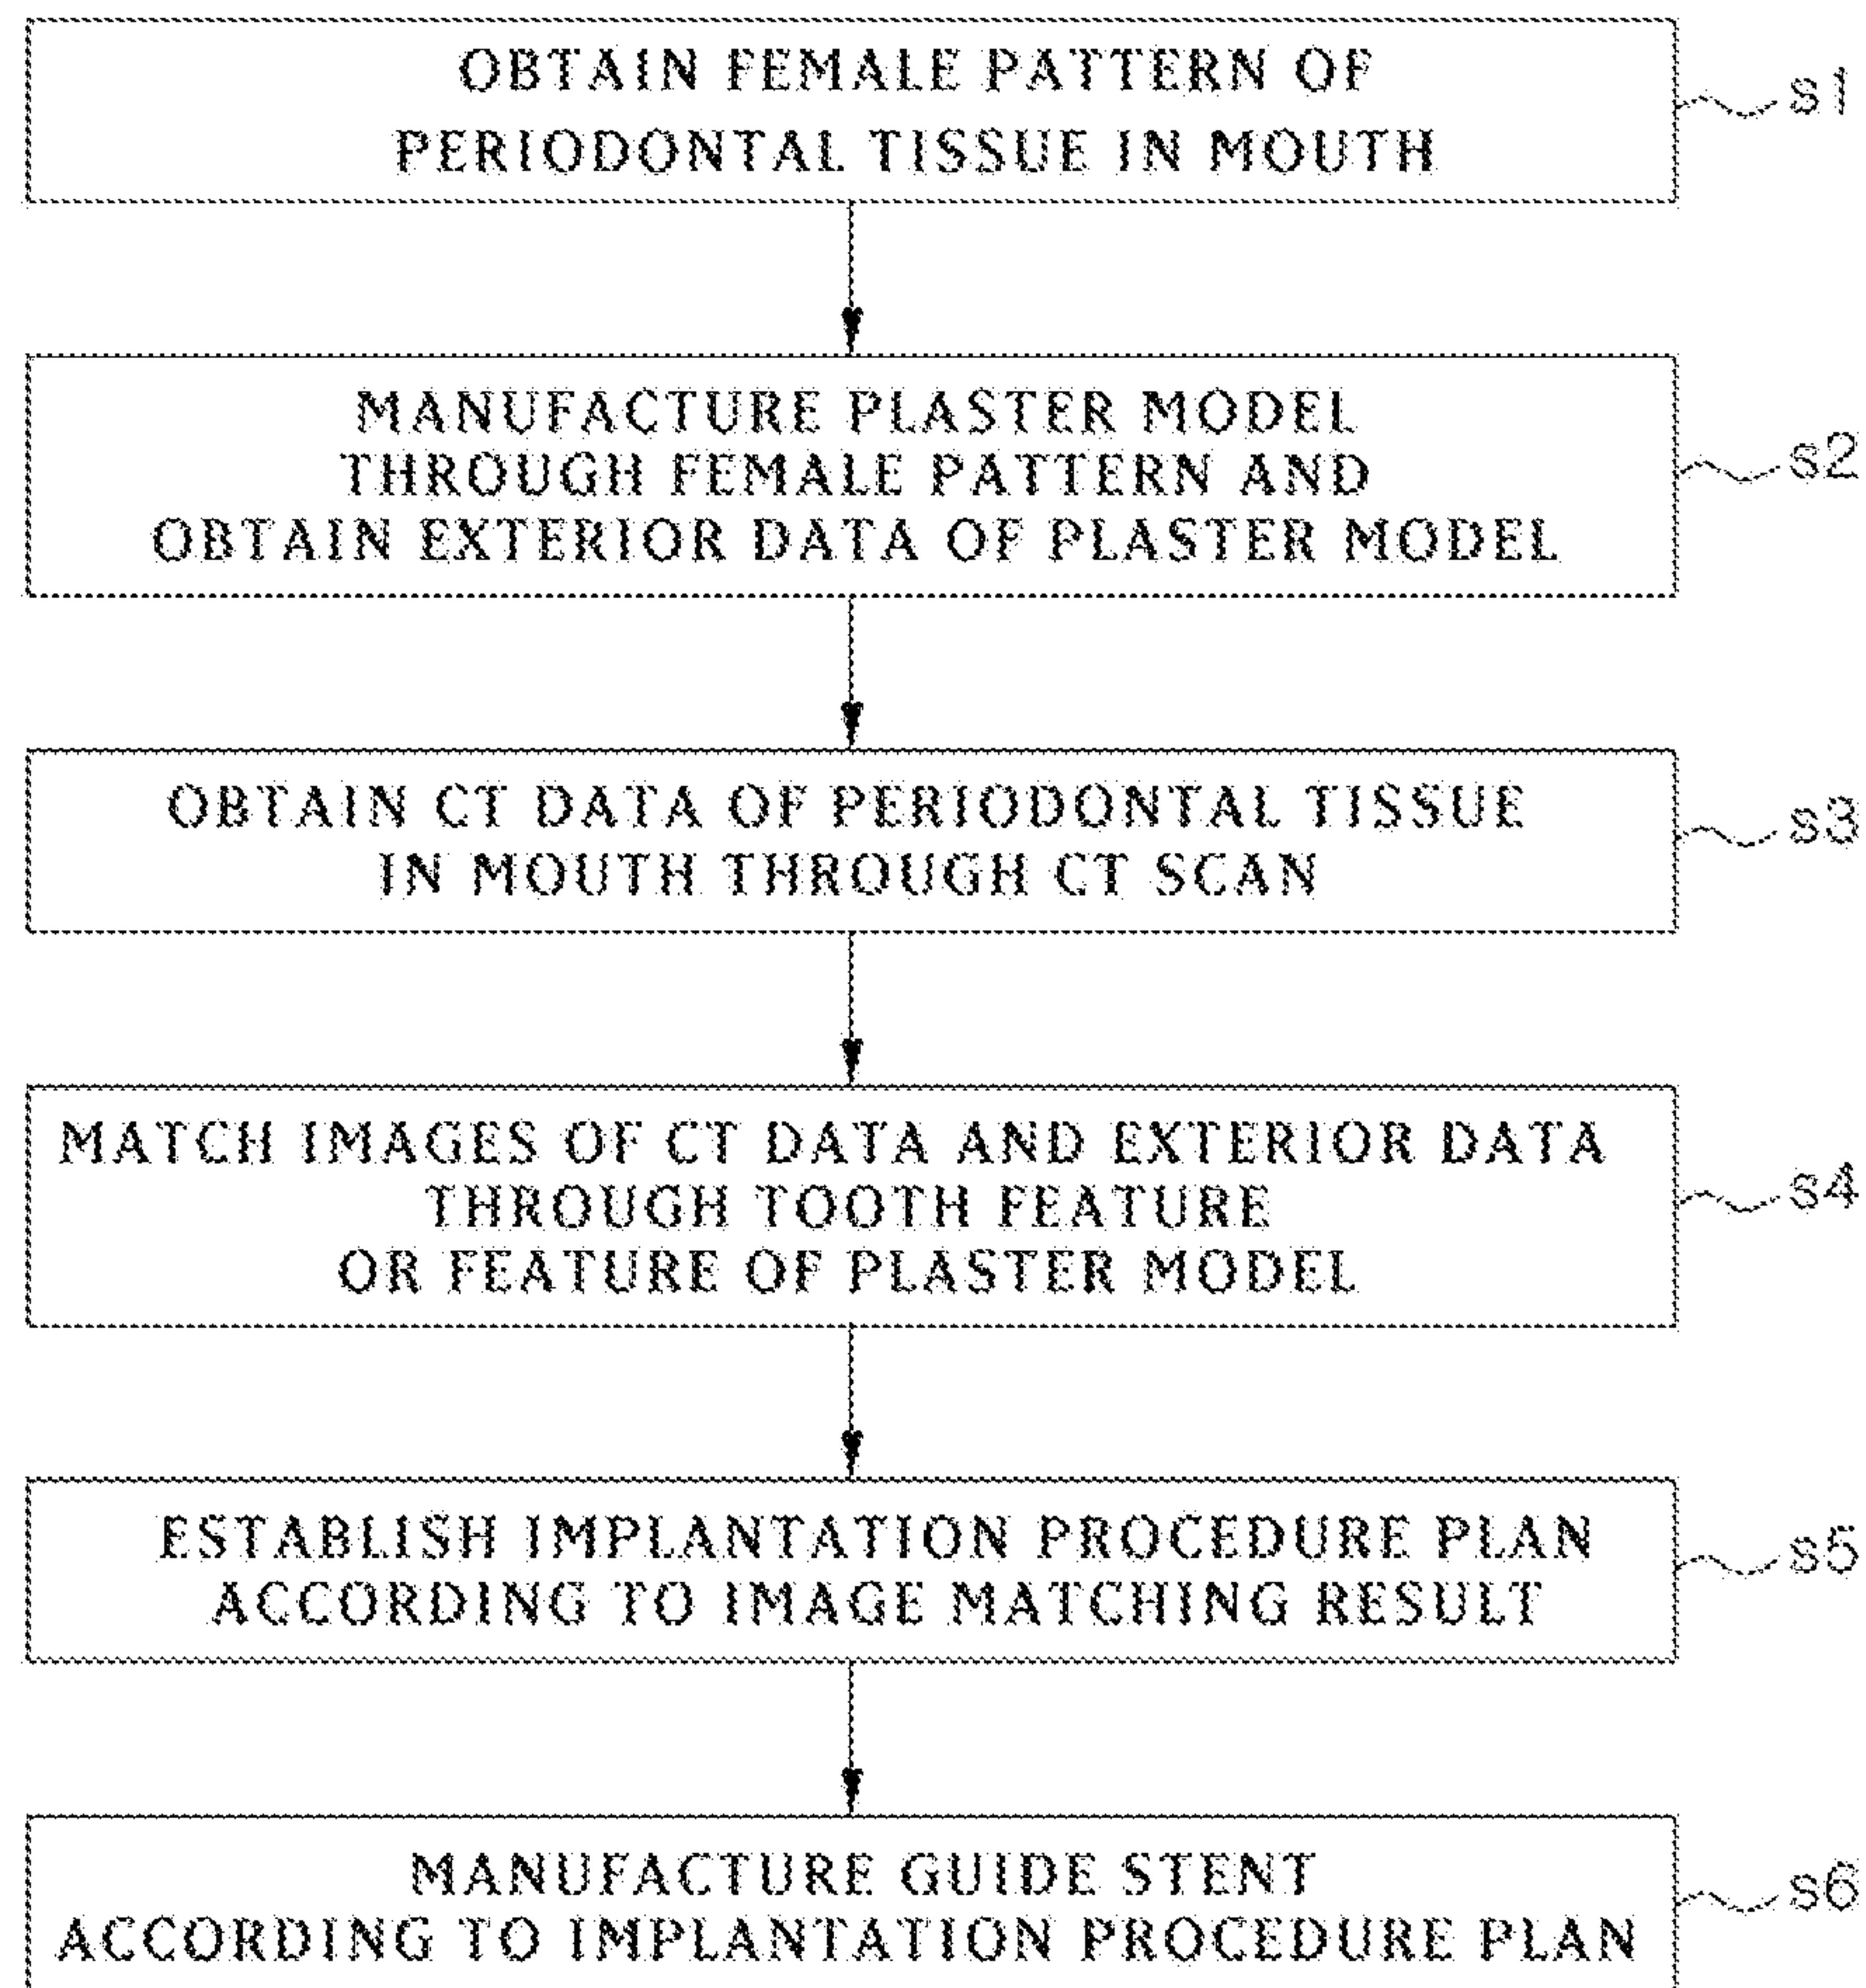 OBTAIN FEMALE PATTERN OF
PERIODONTAL TISSUE IN MOUTH
s1
MANUFACTURE PLASTER MODEL
THROUGH FEMALE PATTERN AND
OBTAIN EXTERIOR DATA OF PLASTER MODEL
s2
OBTAIN CT DATA OF PERIODONTAL TISSUE
IN MOUTH THROUGH CT SCAN
s3
MATCH IMAGES OF CT DATA AND EXTERIOR DATA
THROUGH TOOTH FEATURE
OR FEATURE OF PLASTER MODEL
s4
ESTABLISH IMPLANTATION PROCEDURE PLAN
ACCORDING TO IMAGE MATCHING RESULT
s5
MANUFACTURE GUIDE STENT
ACCORDING TO IMPLANTATION PROCEDURE PLAN
s6